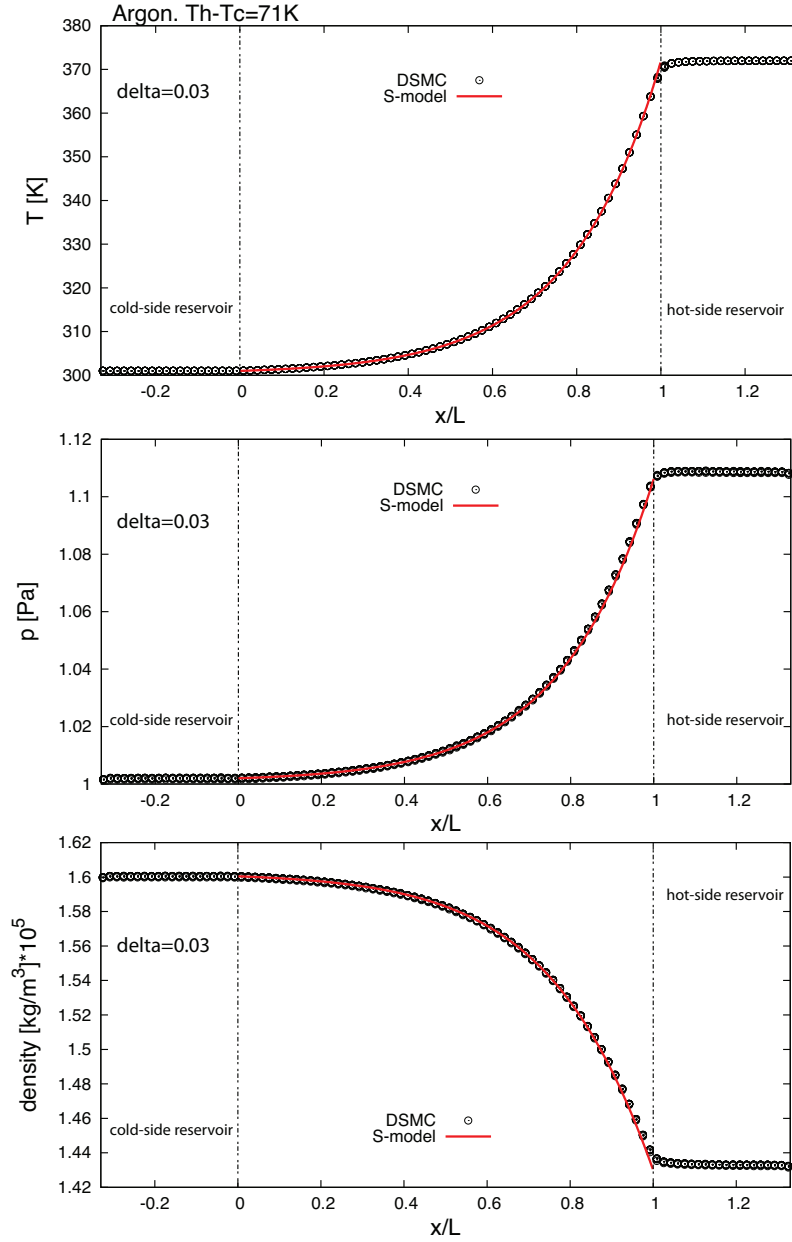 Argon. Th-Tc=71K
380
370
360
350
340
330
320
310
300
T [K]
delta=0.03
DSMC
S-model
cold-side reservoir
hot-side reservoir
-0.2 0 0.2 0.4 0.6 0.8 1 1.2
x/L
1.12
1.1
1.08
1.06
1.04
1.02
1
p [Pa]
delta=0.03
DSMC
S-model
cold-side reservoir
hot-side reservoir
-0.2 0 0.2 0.4 0.6 0.8 1 1.2
x/L
1.62
1.6
1.58
1.56
1.54
1.52
1.5
1.48
1.46
1.44
1.42
density [kg/m³]*10⁵
hot-side reservoir
delta=0.03
DSMC
S-model
cold-side reservoir
-0.2 0 0.2 0.4 0.6 0.8 1 1.2
x/L